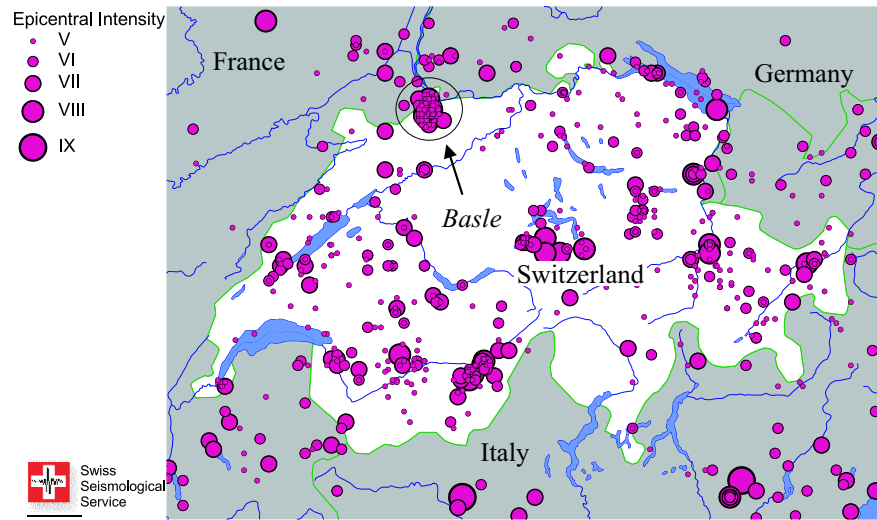 Epicentral Intensity
V
VI
VII
VIII
IX
France
Germany
Basle
Switzerland
Italy
Swiss
Seismological
Service